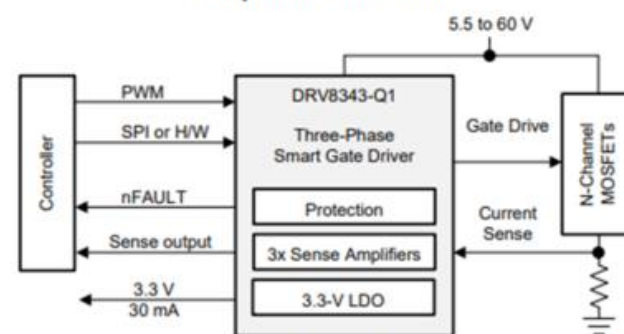 5.5 to 60 V
Controller
PWM
SPI or H/W
nFAULT
Sense output
3.3 V
30 mA
DRV8343-Q1
Three-Phase
Smart Gate Driver
Protection
3x Sense Amplifiers
3.3-V LDO
Gate Drive
Current
Sense
N-Channel
MOSFETs